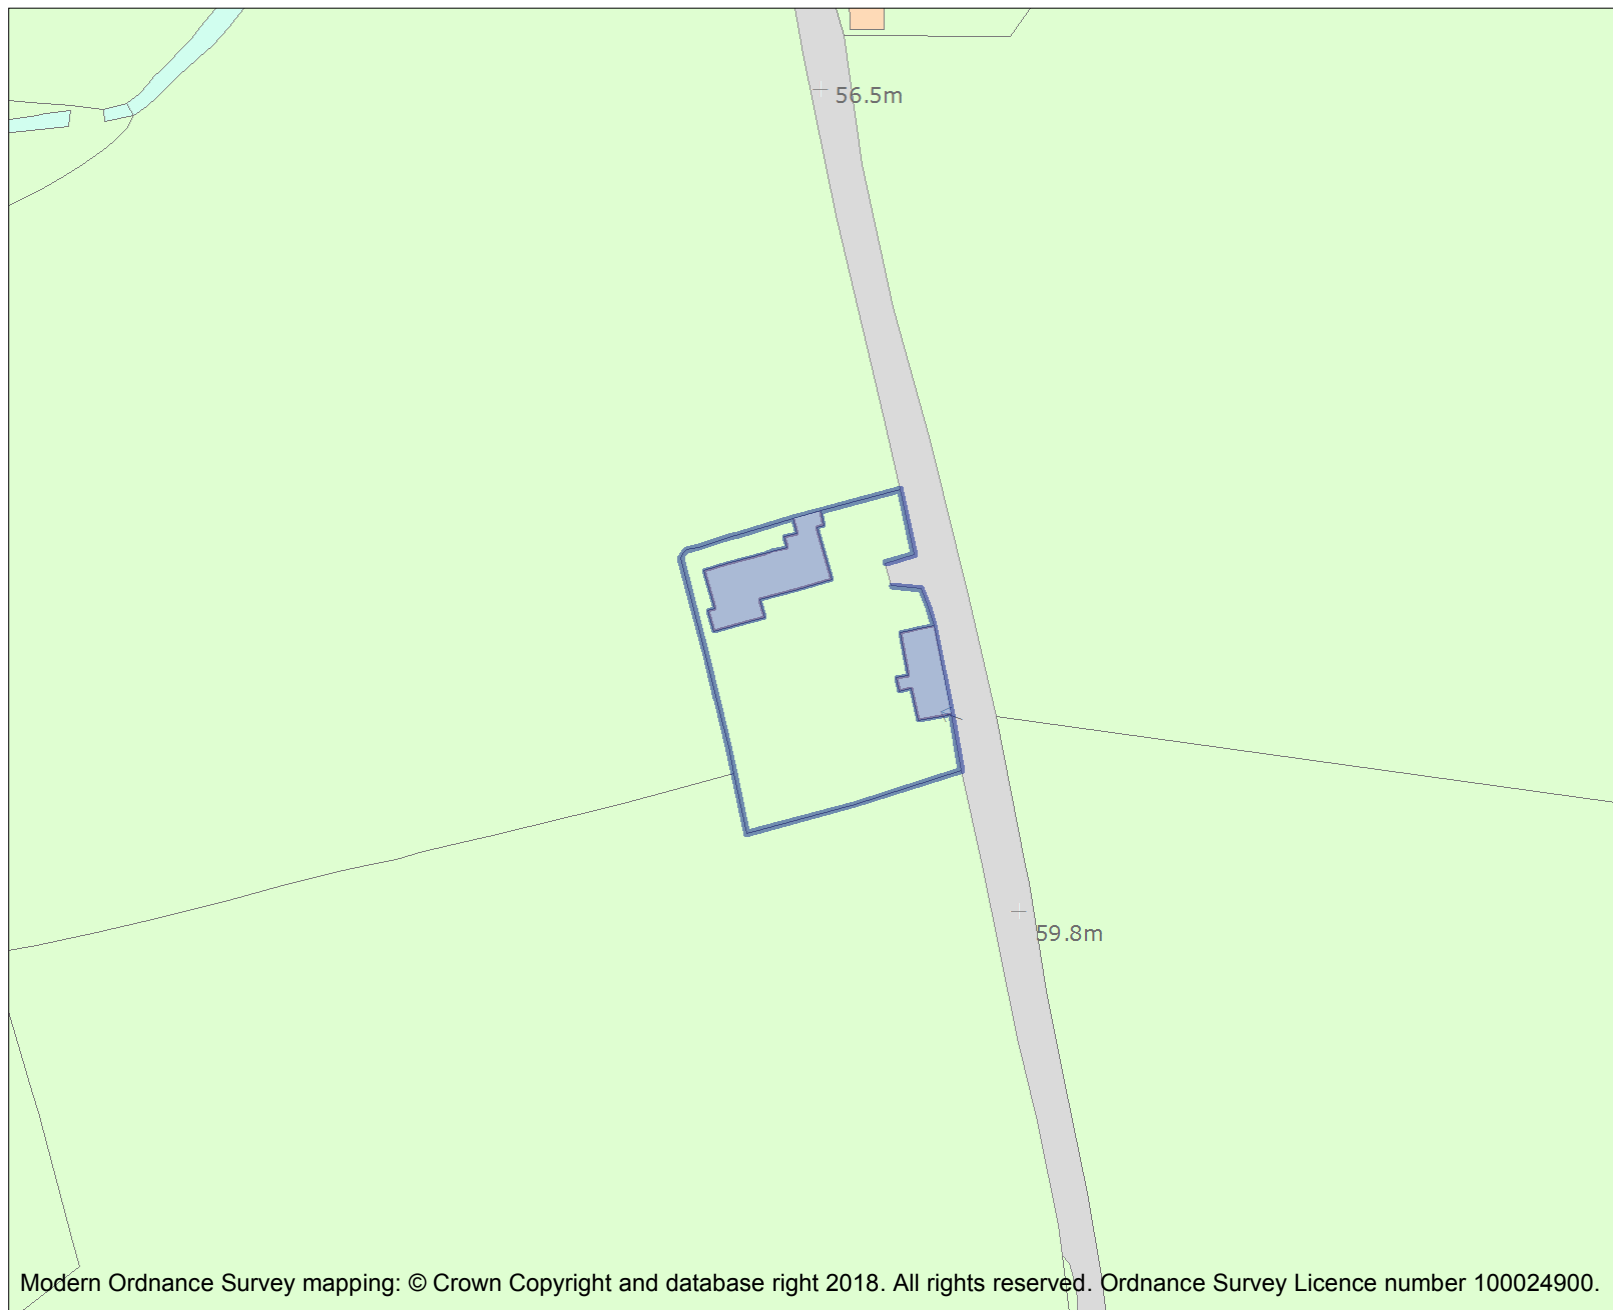 56.5m
59.8m
Modern Ordnance Survey mapping: © Crown Copyright and database right 2018. All rights reserved. Ordnance Survey Licence number 100024900.